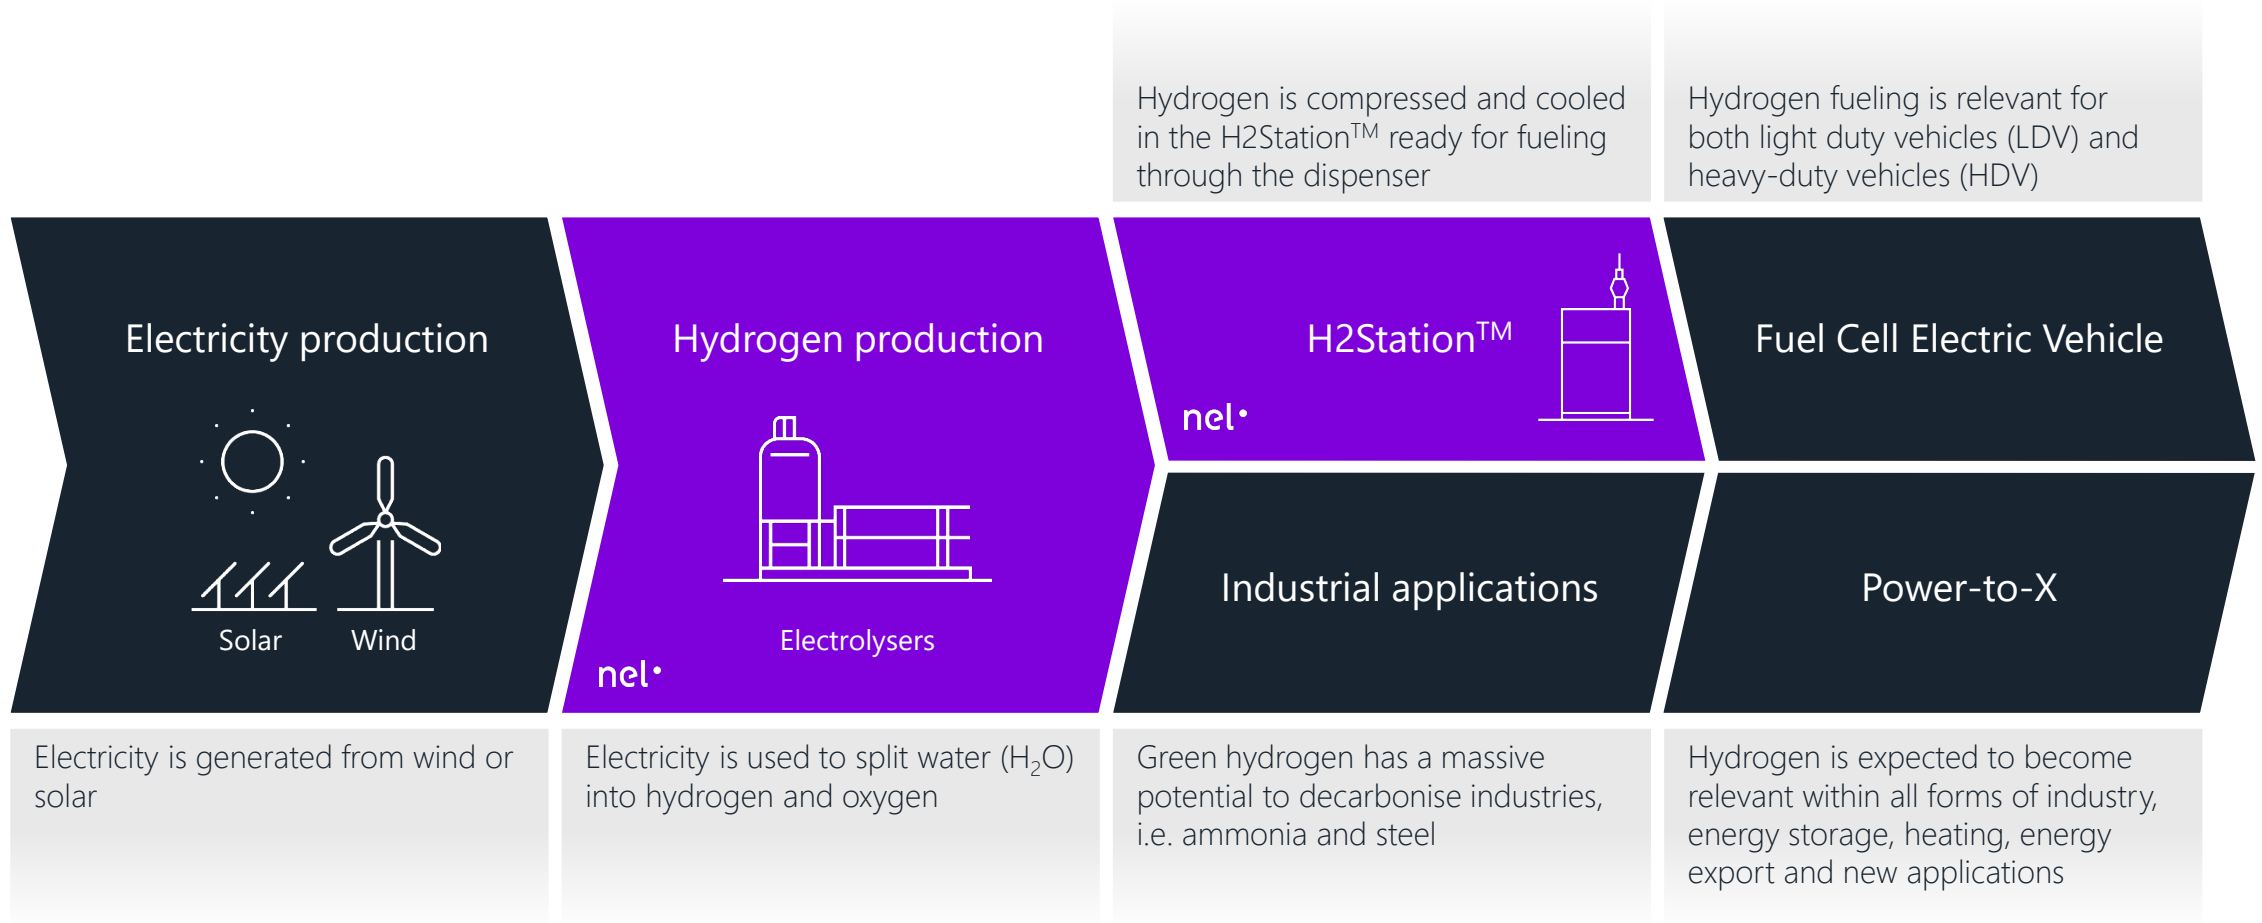 Hydrogen is compressed and cooled
in the H2Station™ ready for fueling
through the dispenser
Hydrogen fueling is relevant for
both light duty vehicles (LDV) and
heavy-duty vehicles (HDV)
Electricity production
Solar
Wind
Hydrogen production
Electrolysers
nel
H2Station™
nel
Fuel Cell Electric Vehicle
Industrial applications
Power-to-X
Electricity is generated from wind or
solar
Electricity is used to split water (H₂O)
into hydrogen and oxygen
Green hydrogen has a massive
potential to decarbonise industries,
i.e. ammonia and steel
Hydrogen is expected to become
relevant within all forms of industry,
energy storage, heating, energy
export and new applications